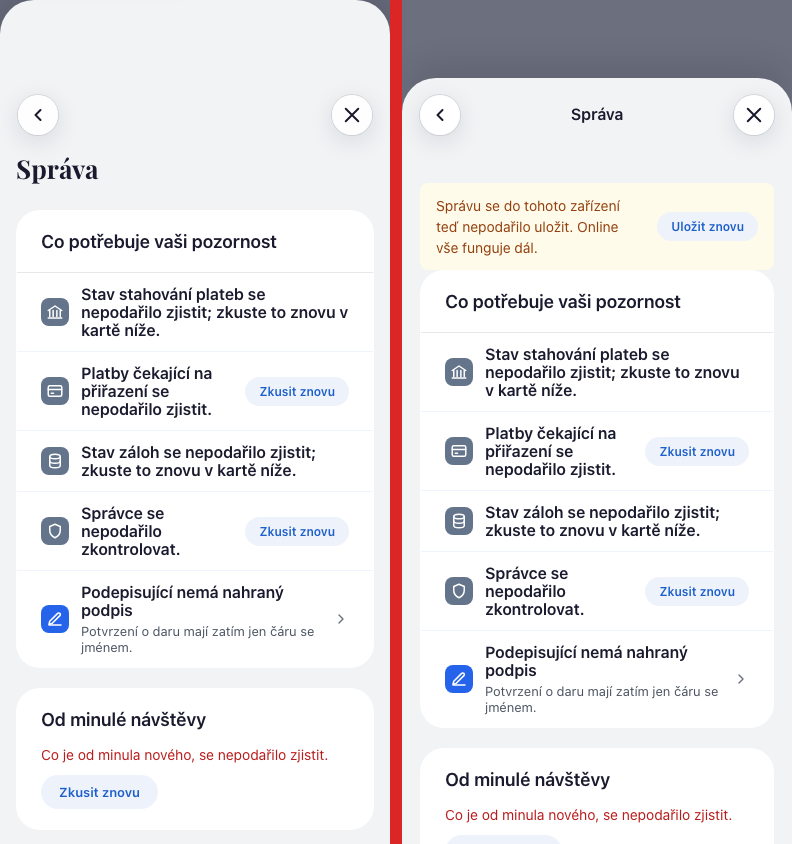 Správa
Co potřebuje vaši pozornost
Stav stahování plateb se
nepodařilo zjistit; zkuste to znovu v
kartě níže.
Platby čekající na
přiřazení se
nepodařilo zjistit.
Zkusit znovu
Stav záloh se nepodařilo zjistit;
zkuste to znovu v kartě níže.
Správce se
nepodařilo
zkontrolovat.
Zkusit znovu
Podepisující nemá nahraný
podpis
Potvrzení o daru mají zatím jen čáru se
jménem.
Od minulé návštěvy
Co je od minula nového, se nepodařilo zjistit.
Zkusit znovu
Správa
Správu se do tohoto zařízení
teď nepodařilo uložit. Online
vše funguje dál.
Uložit znovu
Co potřebuje vaši pozornost
Stav stahování plateb se
nepodařilo zjistit; zkuste to znovu
v kartě níže.
Platby čekající na
přiřazení se
nepodařilo zjistit.
Zkusit znovu
Stav záloh se nepodařilo zjistit;
zkuste to znovu v kartě níže.
Správce se
nepodařilo
zkontrolovat.
Zkusit znovu
Podepisující nemá nahraný
podpis
Potvrzení o daru mají zatím jen čáru se
jménem.
Od minulé návštěvy
Co je od minula nového, se nepodařilo zjistit.